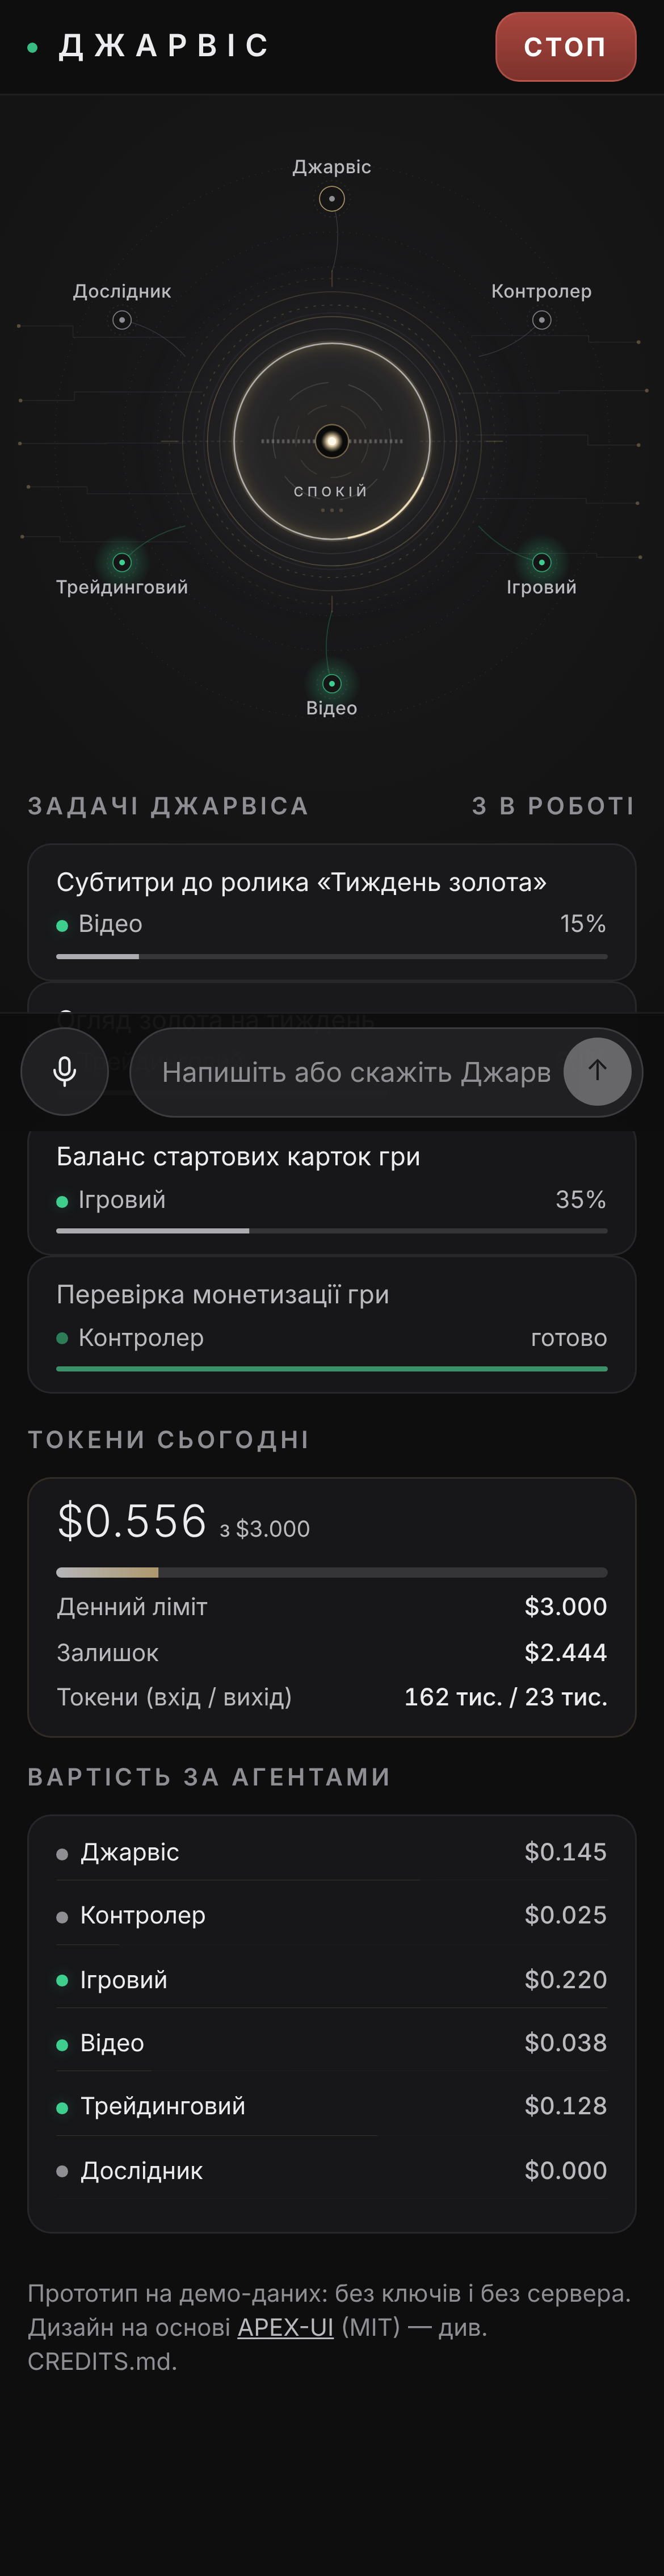 ДЖАРВІС
СТОП
Джарвіс
Дослідник
Контролер
СПОКІЙ
Трейдинговий
Ігровий
Відео
ЗАДАЧІ ДЖАРВІСА
3 В РОБОТІ
Субтитри до ролика «Тиждень золота»
Відео
15%
Огляд золота на тиждень
Напишіть або скажіть Джарв
Баланс стартових карток гри
Ігровий
35%
Перевірка монетизації гри
Контролер
готово
ТОКЕНИ СЬОГОДНІ
$0.556 з $3.000
Денний ліміт
$3.000
Залишок
$2.444
Токени (вхід / вихід)
162 тис. / 23 тис.
ВАРТІСТЬ ЗА АГЕНТАМИ
Джарвіс
$0.145
Контролер
$0.025
Ігровий
$0.220
Відео
$0.038
Трейдинговий
$0.128
Дослідник
$0.000
Прототип на демо-даних: без ключів і без сервера.
Дизайн на основі APEX-UI (MIT) — див.
CREDITS.md.